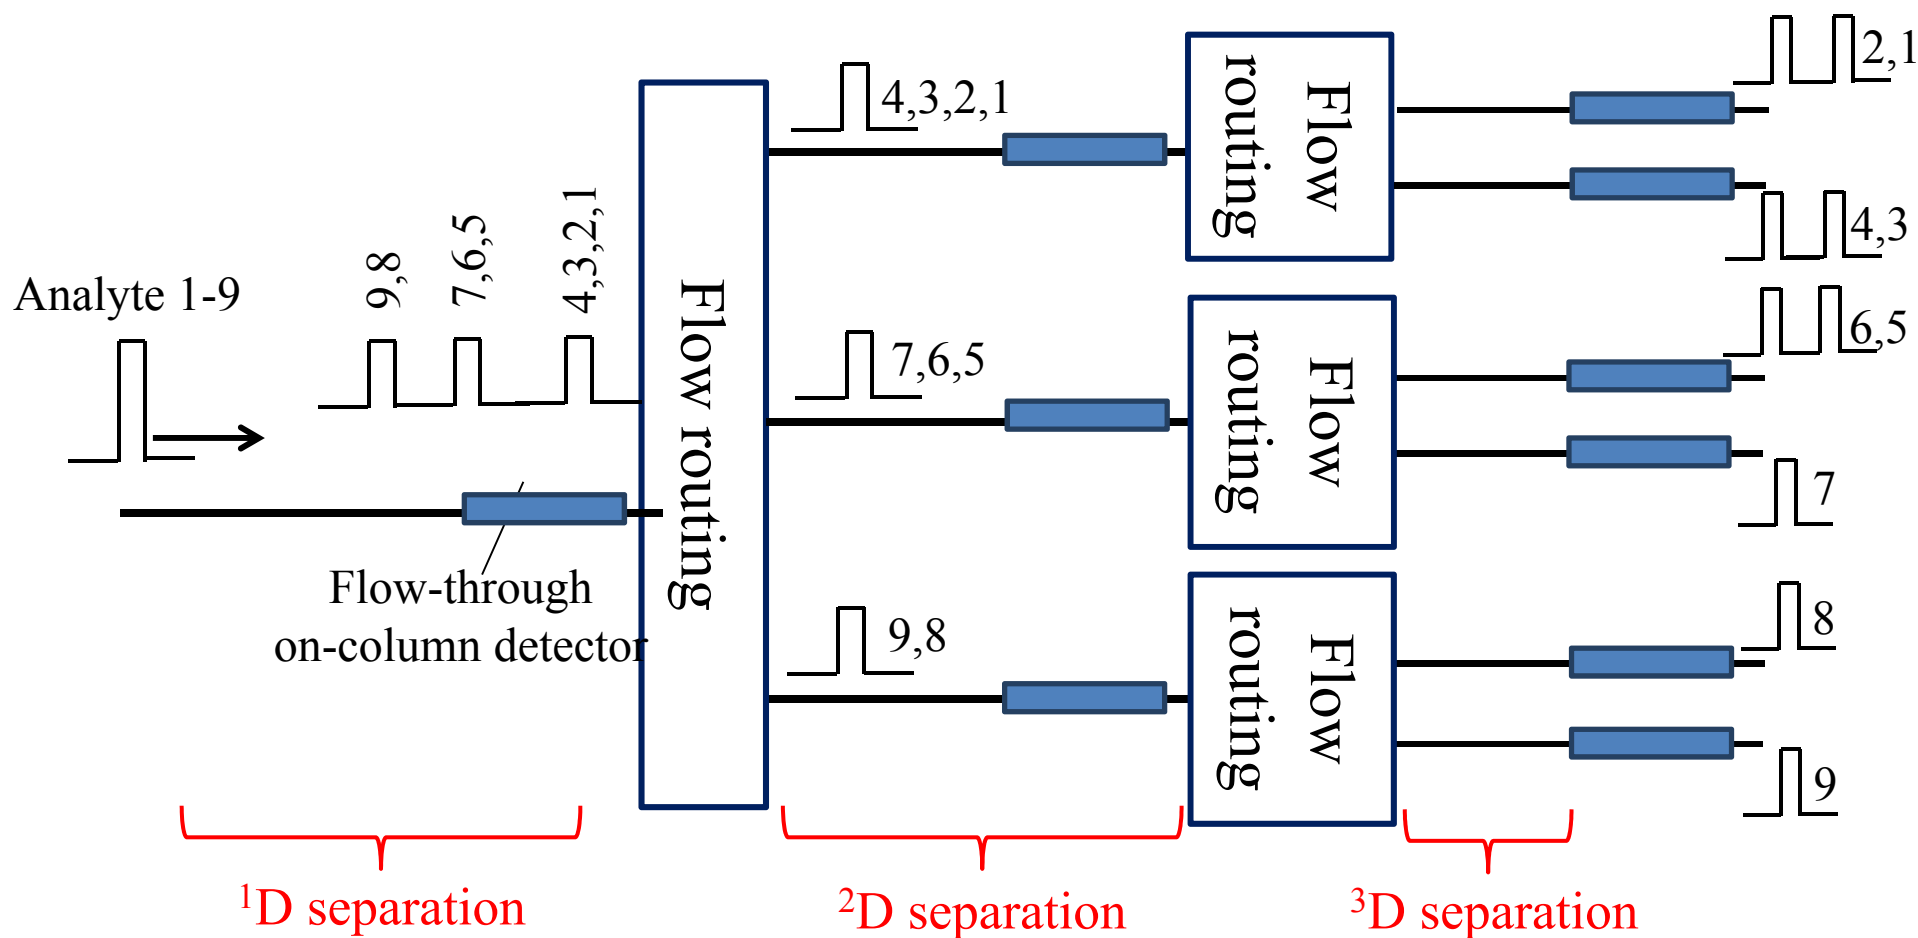 Analyte 1-9
9,8
7,6,5
4,3,2,1
Flow-through
on-column detector
Flow routing
4,3,2,1
7,6,5
9,8
Flow
routing
Flow
routing
Flow
routing
2,1
4,3
6,5
7
8
9
¹D separation
²D separation
³D separation